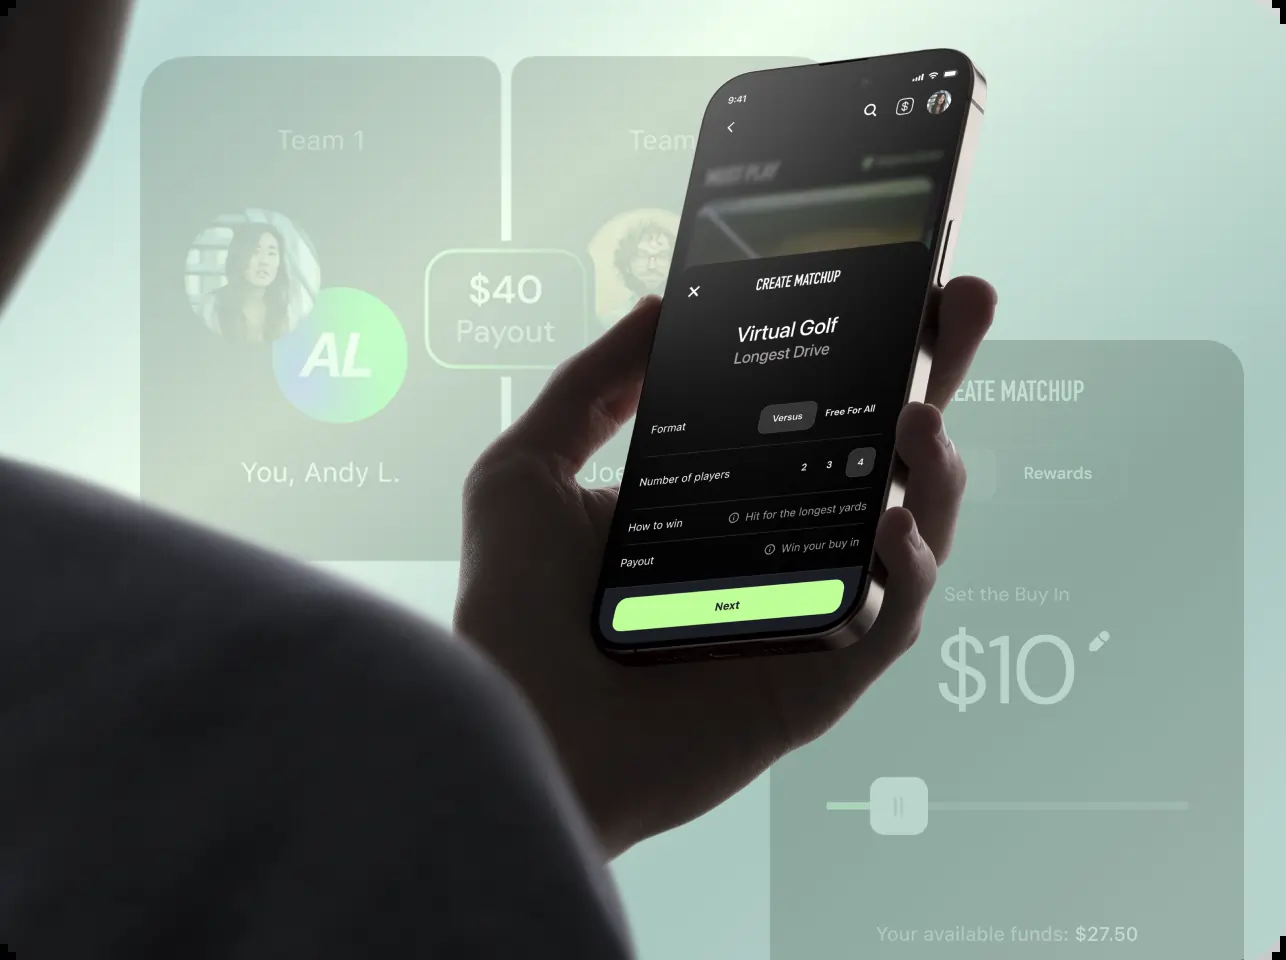 Team 1
Team
$40
Payout
AL
You, Andy L.
Joe
9:41
$
CREATE MATCHUP
Virtual Golf
Longest Drive
Format
Versus
Free For All
Number of players
2
3
4
How to win
Hit for the longest yards
Payout
Win your buy in
Next
EATE MATCHUP
Rewards
Set the Buy In
$10
Your available funds: $27.50